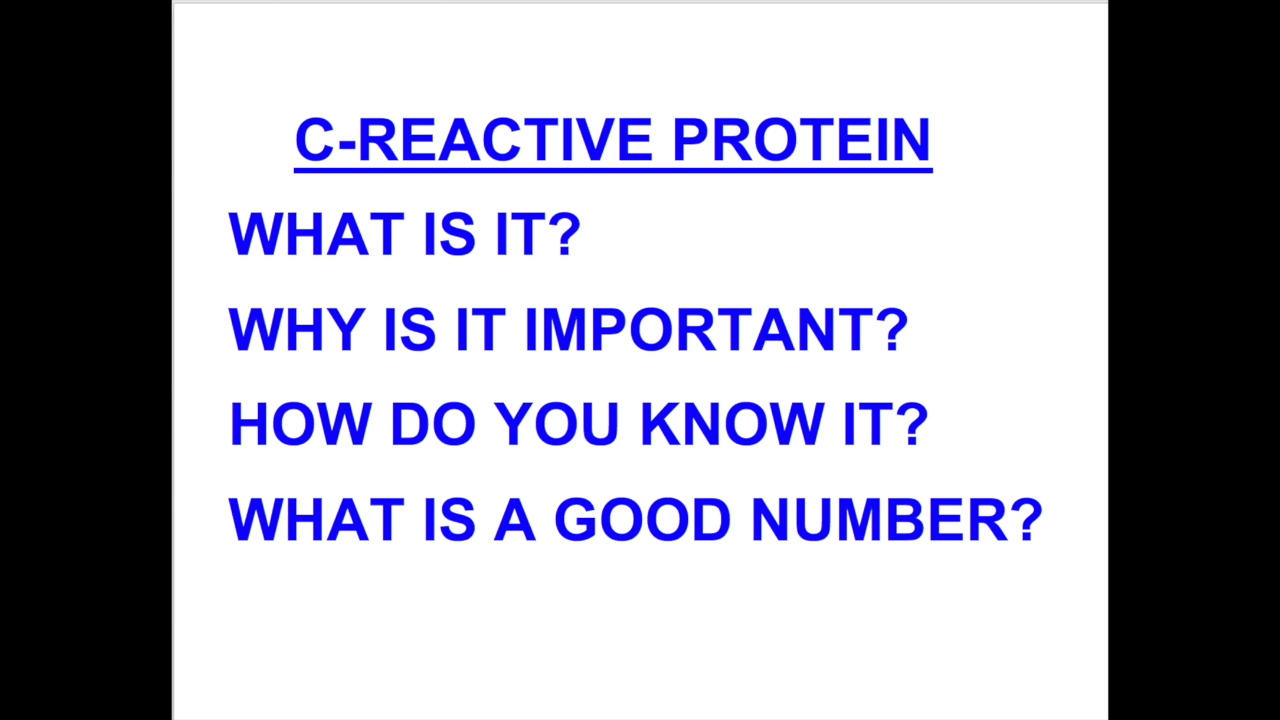 C-REACTIVE PROTEIN
WHAT IS IT?
WHY IS IT IMPORTANT?
HOW DO YOU KNOW IT?
WHAT IS A GOOD NUMBER?